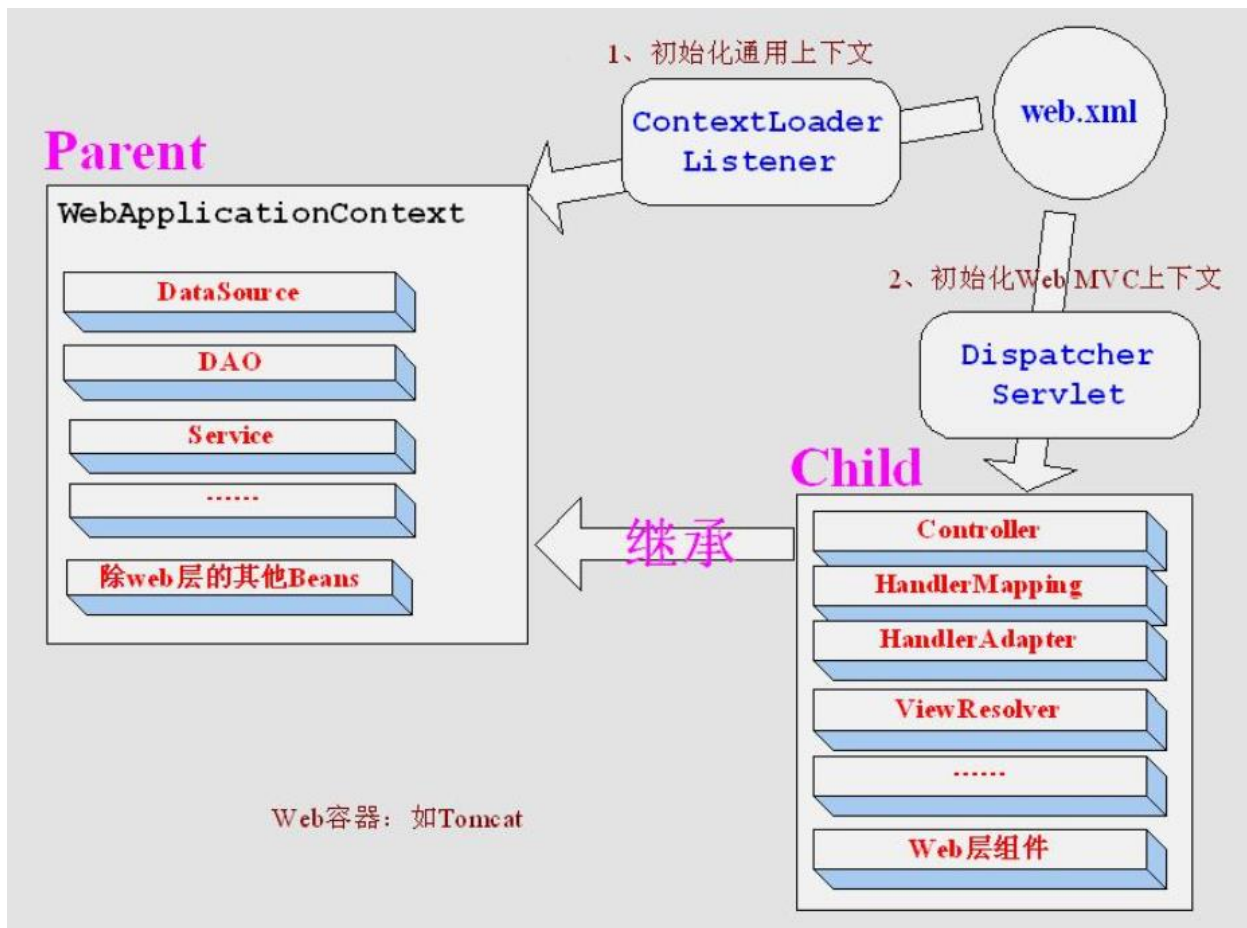 1、初始化通用上下文
web.xml
ContextLoader
Listener
Parent
WebApplicationContext
DataSource
DAO
Service
......
除web层的其他Beans
2、初始化Web MVC上下文
Dispatcher
Servlet
Child
继承
Controller
HandlerMapping
HandlerAdapter
ViewResolver
......
Web层组件
Web容器：如Tomcat